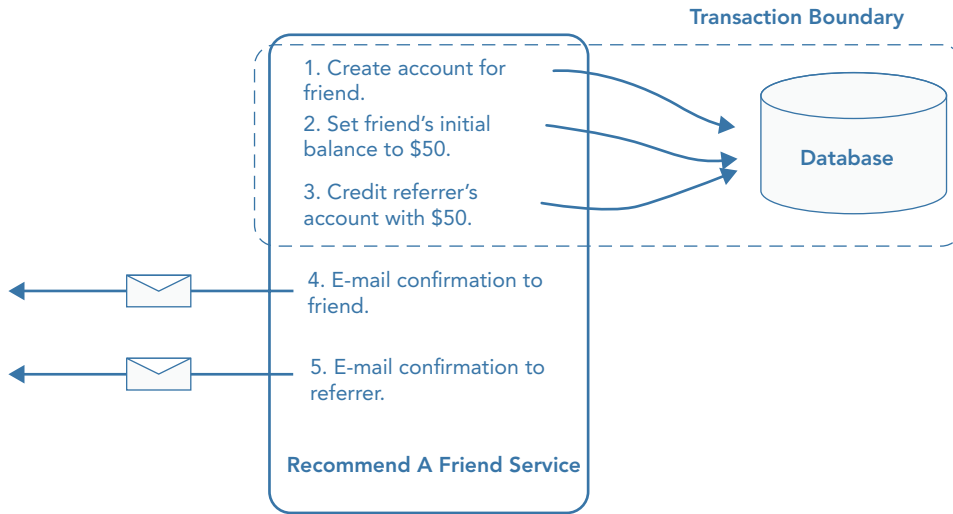 Transaction Boundary
1. Create account for
friend.
2. Set friend’s initial
balance to $50.
3. Credit referrer’s
account with $50.
Database
4. E-mail confirmation to
friend.
5. E-mail confirmation to
referrer.
Recommend A Friend Service